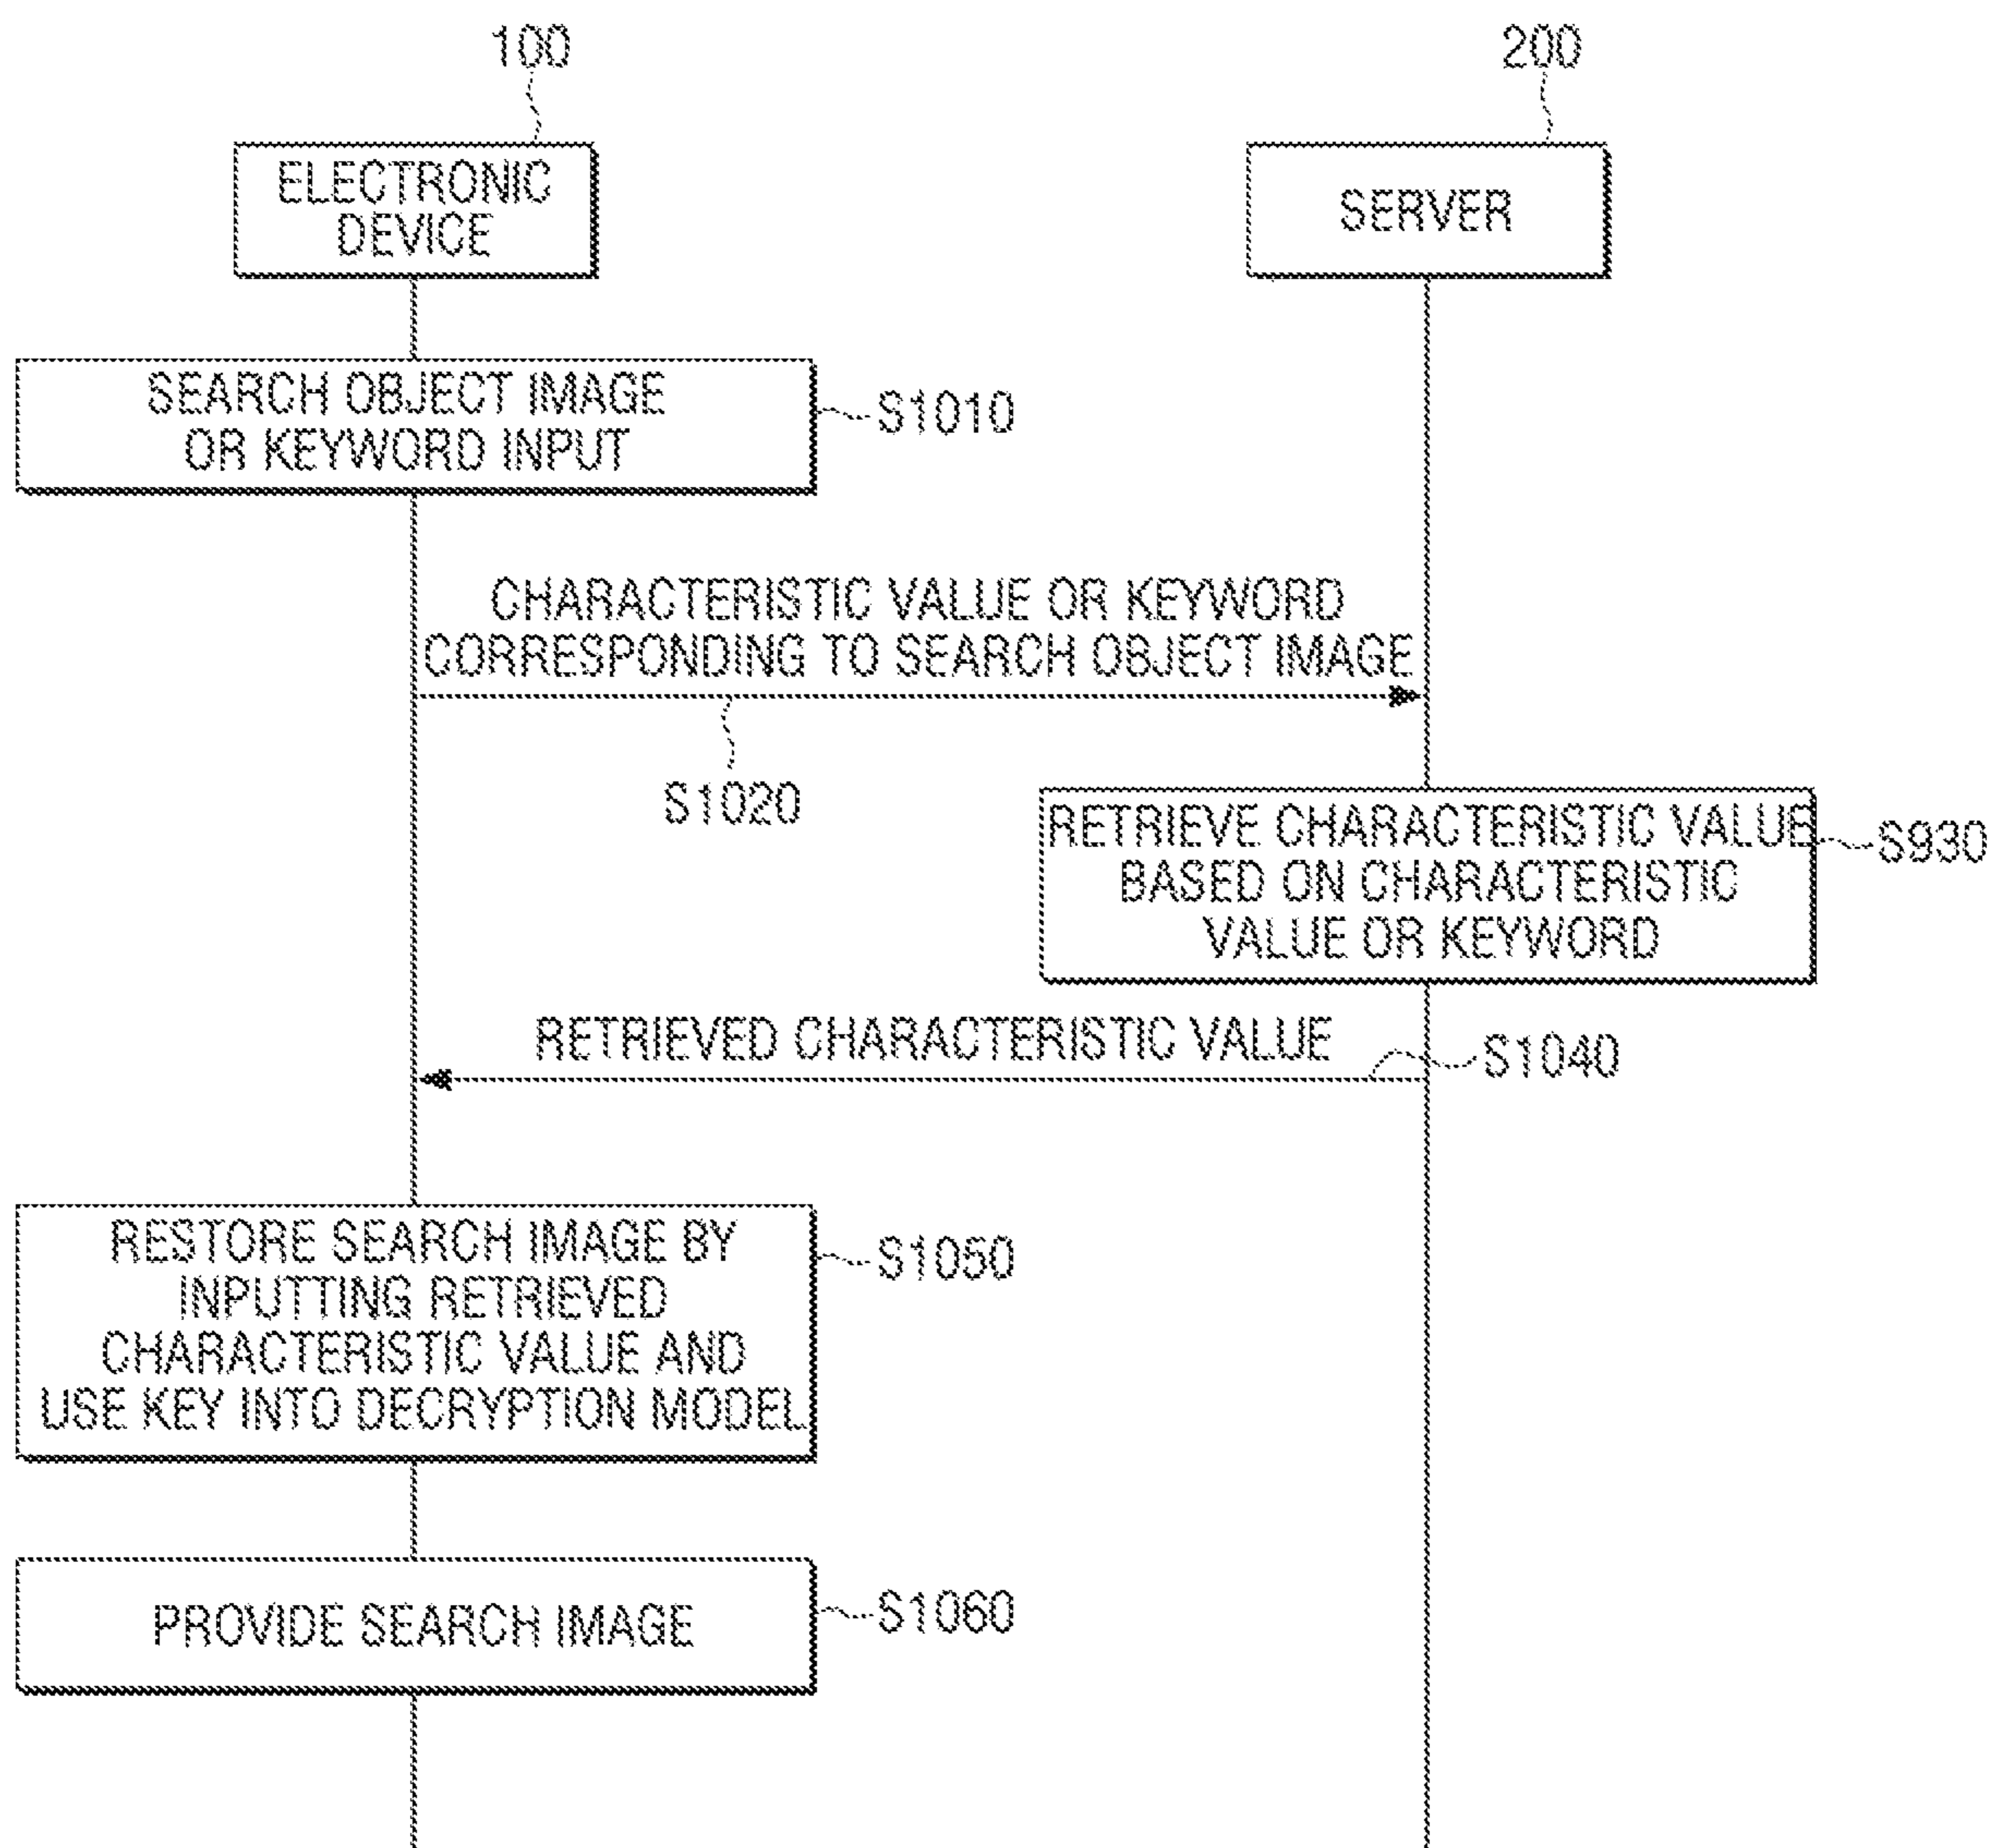 100
200
ELECTRONIC
DEVICE
SERVER
SEARCH OBJECT IMAGE
OR KEYWORD INPUT
S1010
CHARACTERISTIC VALUE OR KEYWORD
CORRESPONDING TO SEARCH OBJECT IMAGE
S1020
RETRIEVE CHARACTERISTIC VALUE
BASED ON CHARACTERISTIC
VALUE OR KEYWORD
S930
RETRIEVED CHARACTERISTIC VALUE
S1040
RESTORE SEARCH IMAGE BY
INPUTTING RETRIEVED
CHARACTERISTIC VALUE AND
USE KEY INTO DECRYPTION MODEL
S1050
PROVIDE SEARCH IMAGE
S1060